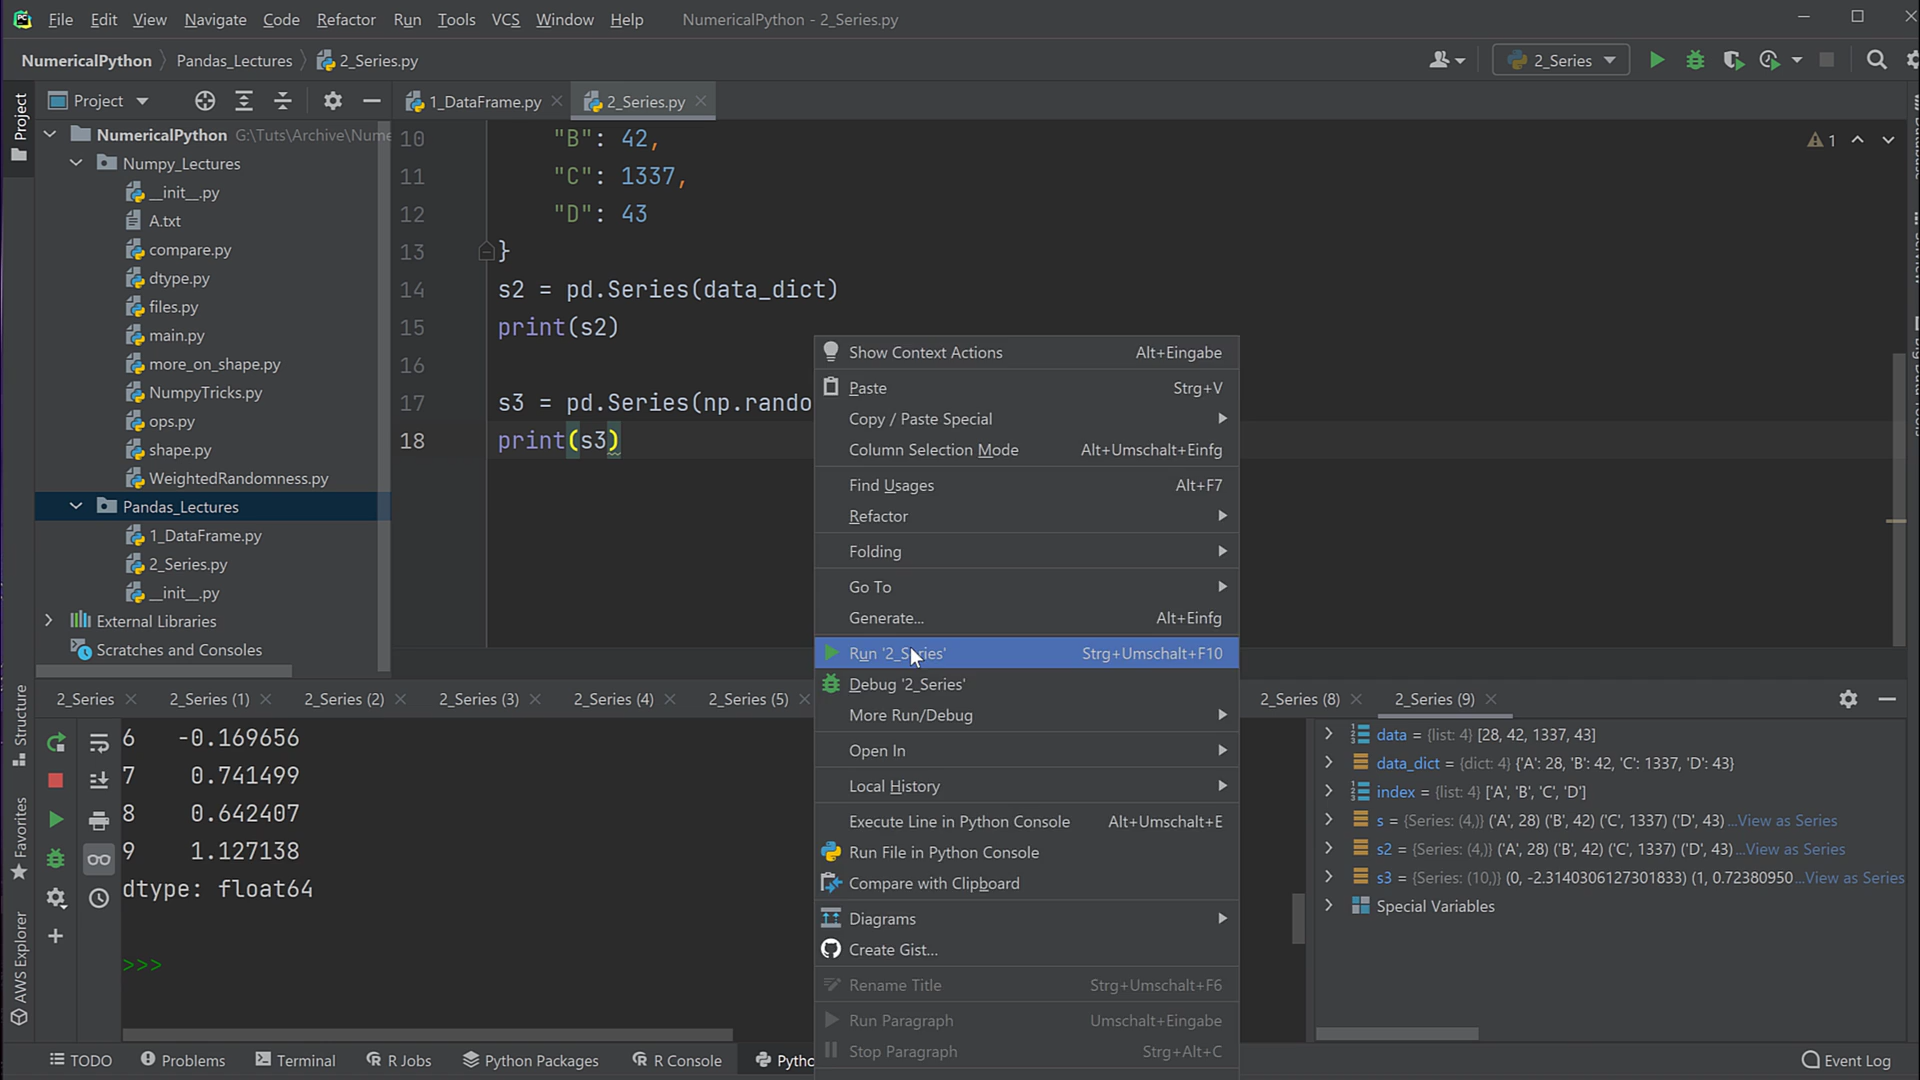 File Edit View Navigate Code Refactor Run Tools VCS Window Help NumericalPython - 2_Series.py
NumericalPython Pandas_Lectures 2_Series.py
2_Series
Project
Project
1_DataFrame.py
2_Series.py
NumericalPython G:\Tuts\Archive\Nume
Numpy_Lectures
__init__.py
A.txt
compare.py
dtype.py
files.py
main.py
more_on_shape.py
NumpyTricks.py
ops.py
shape.py
WeightedRandomness.py
Pandas_Lectures
1_DataFrame.py
2_Series.py
__init__.py
External Libraries
Scratches and Consoles
10 "B": 42,
11 "C": 1337,
12 "D": 43
13 }
14 s2 = pd.Series(data_dict)
15 print(s2)
16
17 s3 = pd.Series(np.rando
18 print(s3)
1
Show Context Actions Alt+Eingabe
Paste Strg+V
Copy / Paste Special
Column Selection Mode Alt+Umschalt+Einfg
Find Usages Alt+F7
Refactor
Folding
Go To
Generate... Alt+Einfg
Run '2_Series' Strg+Umschalt+F10
Debug '2_Series'
More Run/Debug
Open In
Local History
Execute Line in Python Console Alt+Umschalt+E
Run File in Python Console
Compare with Clipboard
Diagrams
Create Gist...
Rename Title Strg+Umschalt+F6
Run Paragraph Umschalt+Eingabe
Stop Paragraph Strg+Alt+C
2_Series 2_Series (1) 2_Series (2) 2_Series (3) 2_Series (4) 2_Series (5) 2_Series (8) 2_Series (9)
6 -0.169656
7 0.741499
8 0.642407
9 1.127138
dtype: float64
>>>
data = {list: 4} [28, 42, 1337, 43]
data_dict = {dict: 4} {'A': 28, 'B': 42, 'C': 1337, 'D': 43}
index = {list: 4} ['A', 'B', 'C', 'D']
s = {Series: (4,)} ('A', 28) ('B', 42) ('C', 1337) ('D', 43) ...View as Series
s2 = {Series: (4,)} ('A', 28) ('B', 42) ('C', 1337) ('D', 43) ...View as Series
s3 = {Series: (10,)} (0, -2.3140306127301833) (1, 0.72380950 ...View as Series
Special Variables
Structure
Favorites
AWS Explorer
TODO Problems Terminal R Jobs Python Packages R Console Pytho Event Log